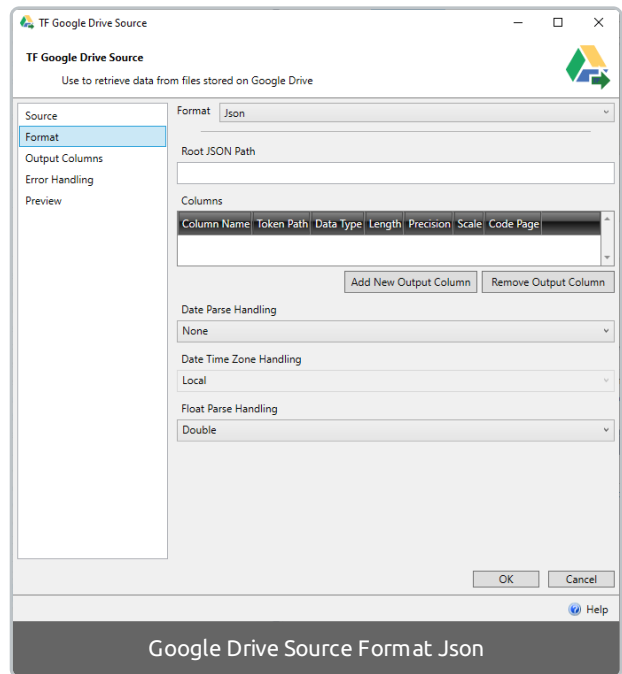 TF Google Drive Source
TF Google Drive Source
Use to retrieve data from files stored on Google Drive
Source
Format
Output Columns
Error Handling
Preview
Format Json
Root JSON Path
Columns
Column Name Token Path Data Type Length Precision Scale Code Page
Add New Output Column Remove Output Column
Date Parse Handling
None
Date Time Zone Handling
Local
Float Parse Handling
Double
OK Cancel
Help
Google Drive Source Format Json